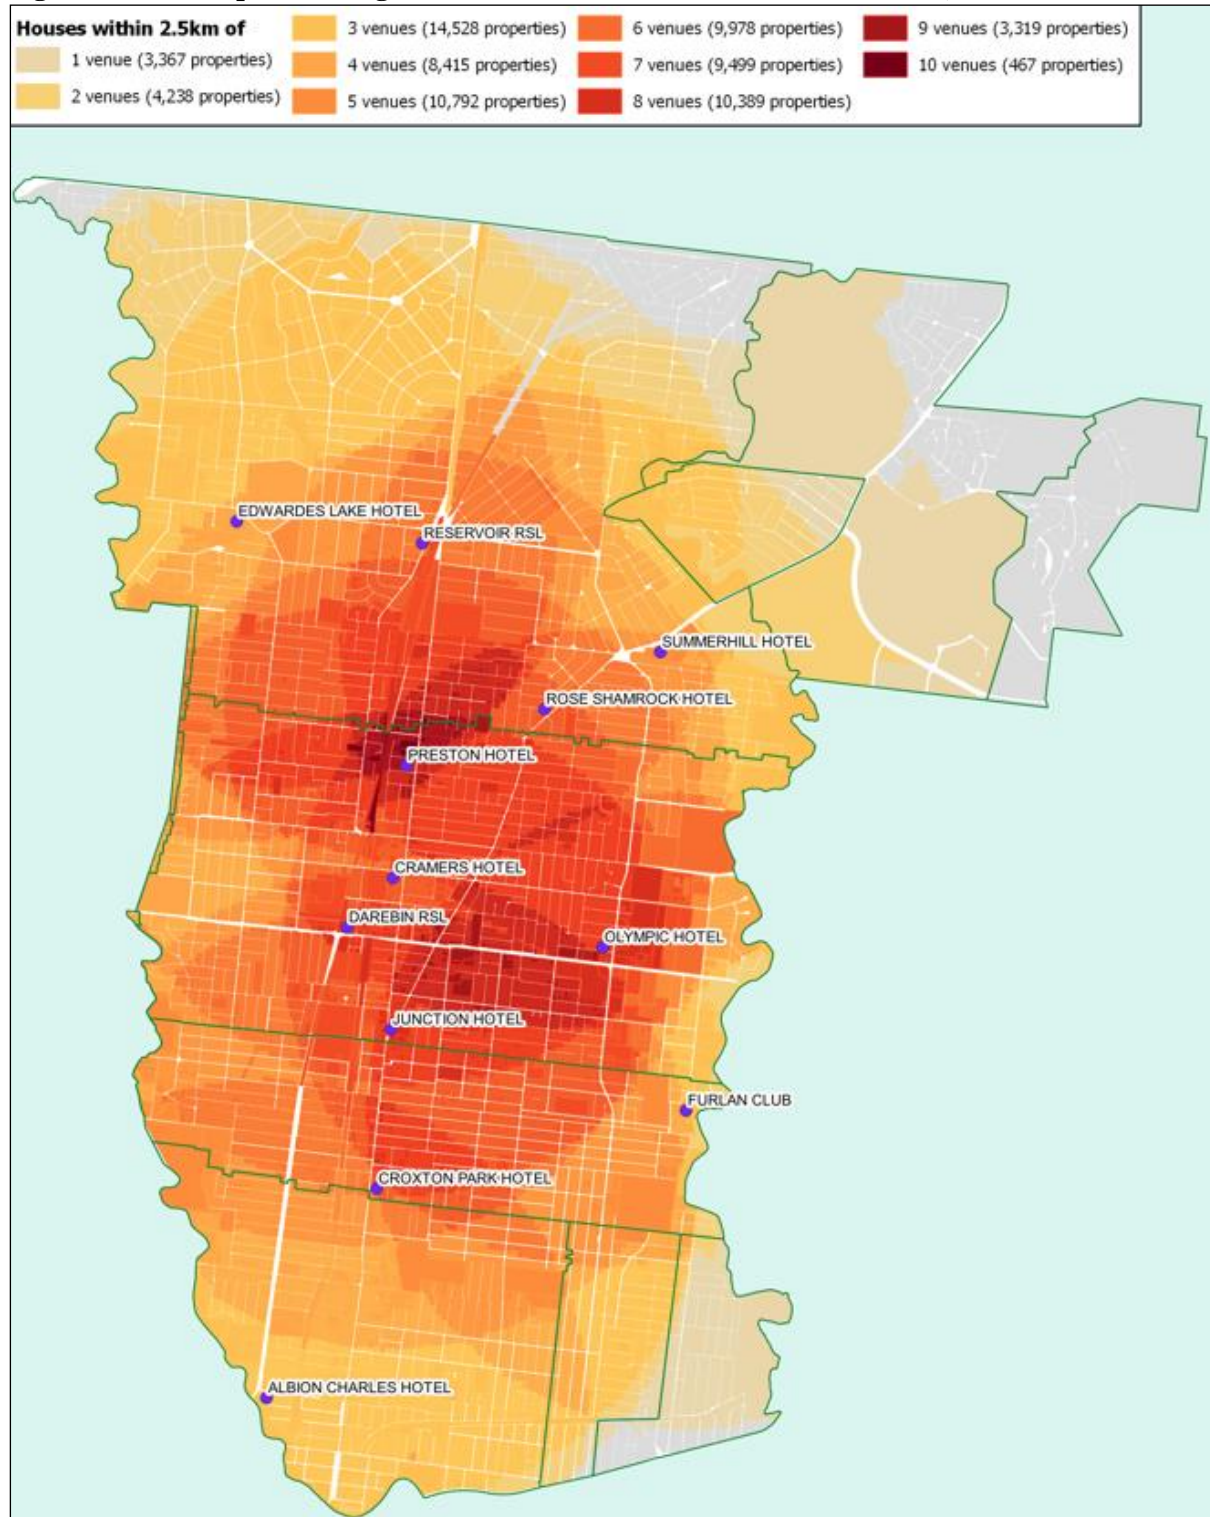 Houses within 2.5km of
1 venue (3,367 properties)
2 venues (4,238 properties)
3 venues (14,528 properties)
4 venues (8,415 properties)
5 venues (10,792 properties)
6 venues (9,978 properties)
7 venues (9,499 properties)
8 venues (10,389 properties)
9 venues (3,319 properties)
10 venues (467 properties)
EDWARDES LAKE HOTEL
RESERVOIR RSL
SUMMERHILL HOTEL
ROSE SHAMROCK HOTEL
PRESTON HOTEL
CRAMERS HOTEL
DAREBIN RSL
OLYMPIC HOTEL
JUNCTION HOTEL
FURLAN CLUB
CROXTON PARK HOTEL
ALBION CHARLES HOTEL